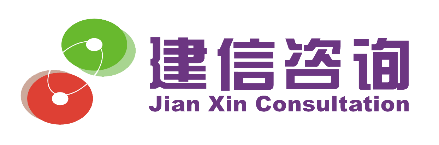 建信咨询
Jian Xin Consultation